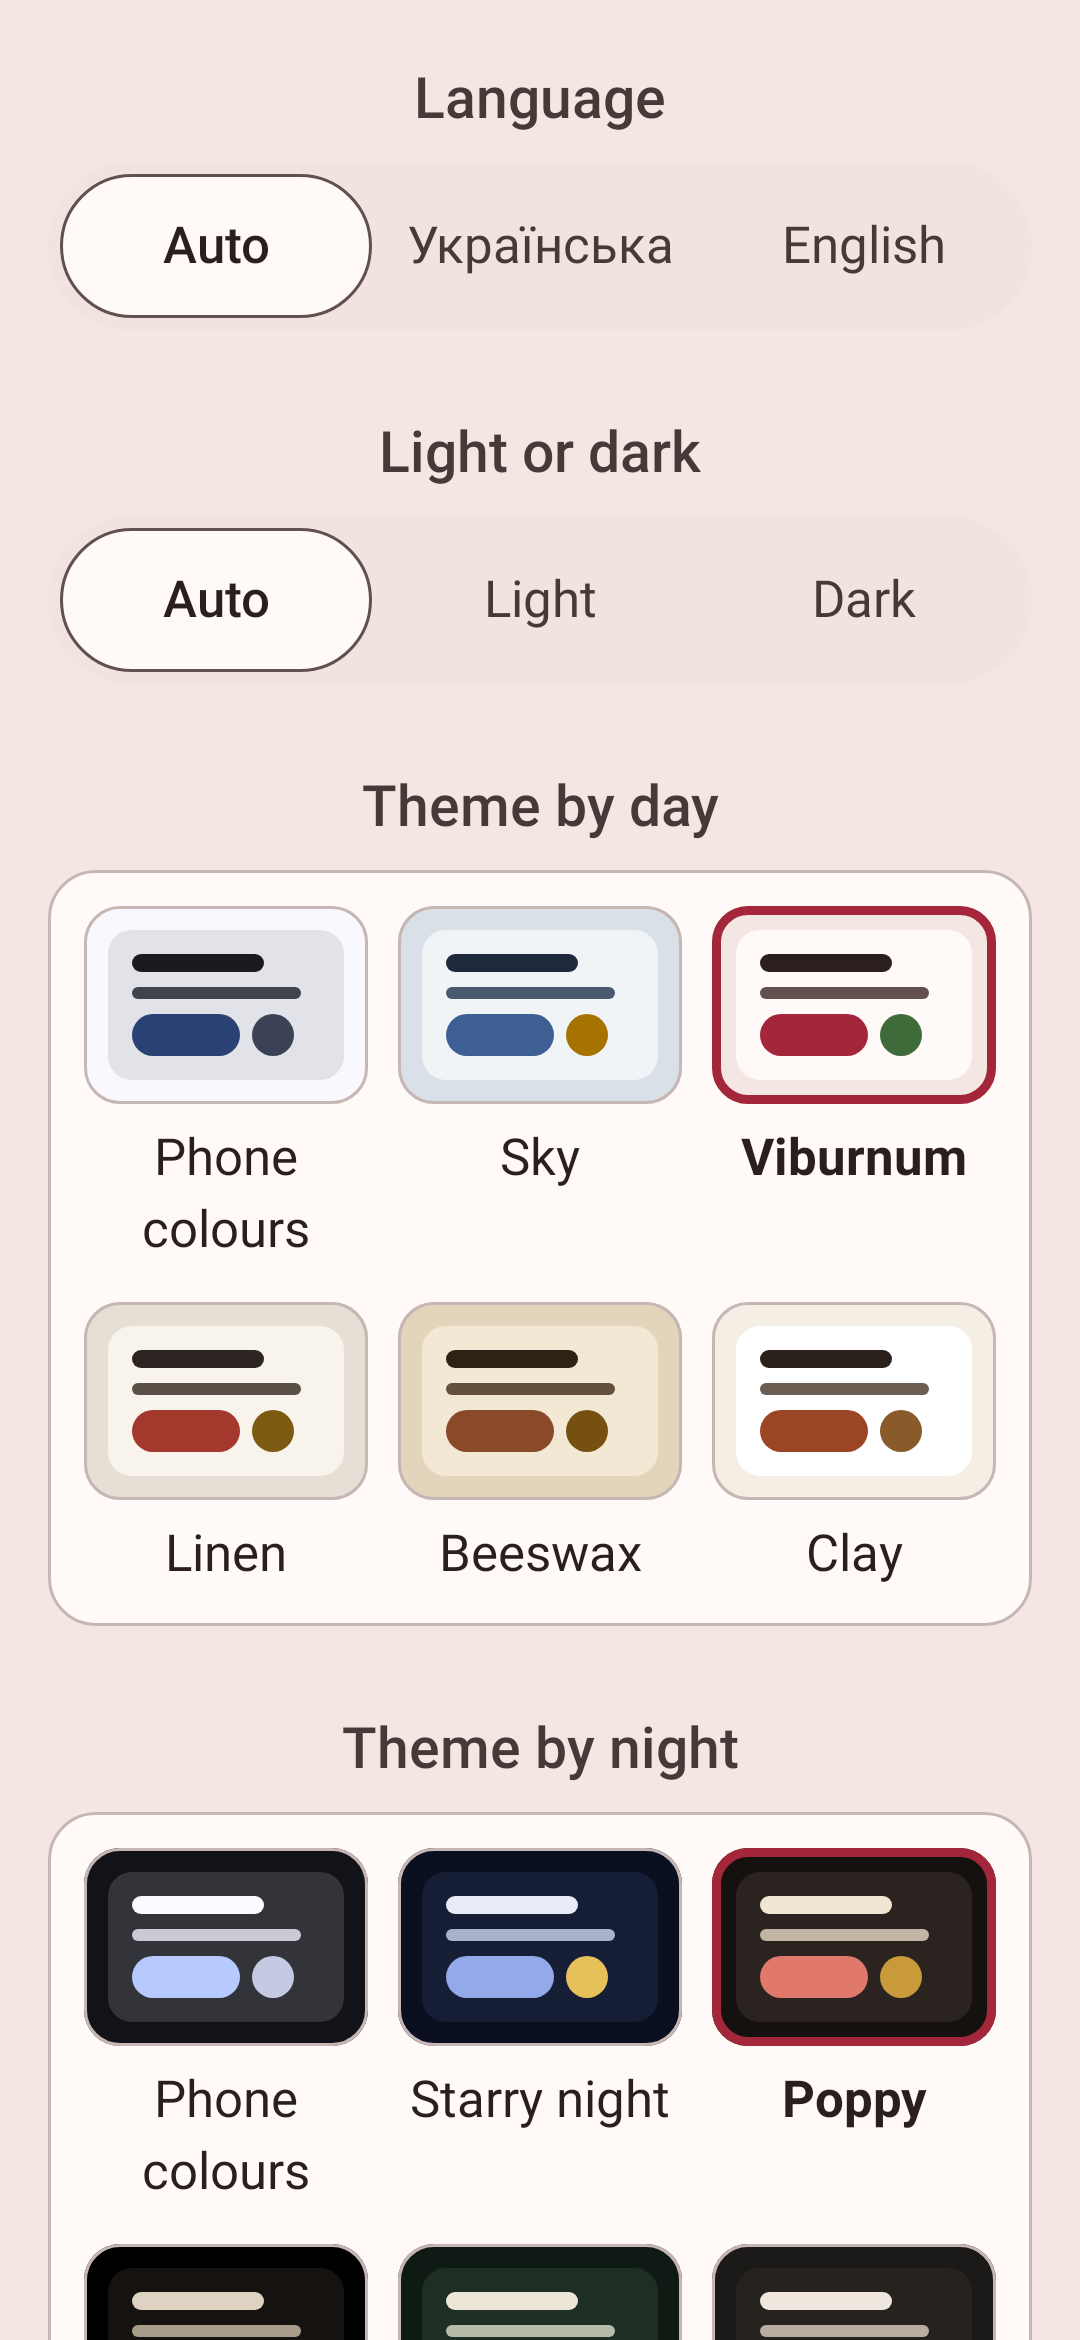 Language
Auto Українська English
Light or dark
Auto Light Dark
Theme by day
Phone colours Sky Viburnum
Linen Beeswax Clay
Theme by night
Phone colours Starry night Poppy